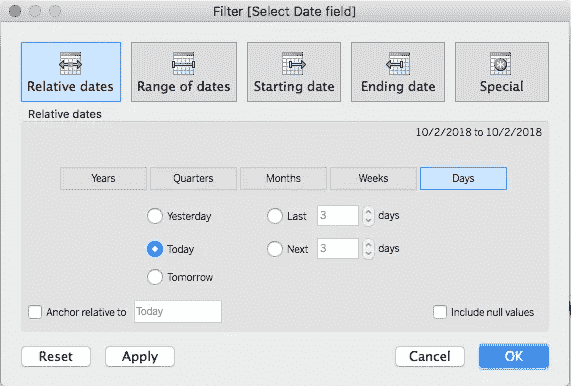 Filter [Select Date field]
Relative dates Range of dates Starting date Ending date Special
Relative dates
10/2/2018 to 10/2/2018
Years Quarters Months Weeks Days
Yesterday Last 3 days
Today Next 3 days
Tomorrow
Anchor relative to Today Include null values
Reset Apply Cancel OK